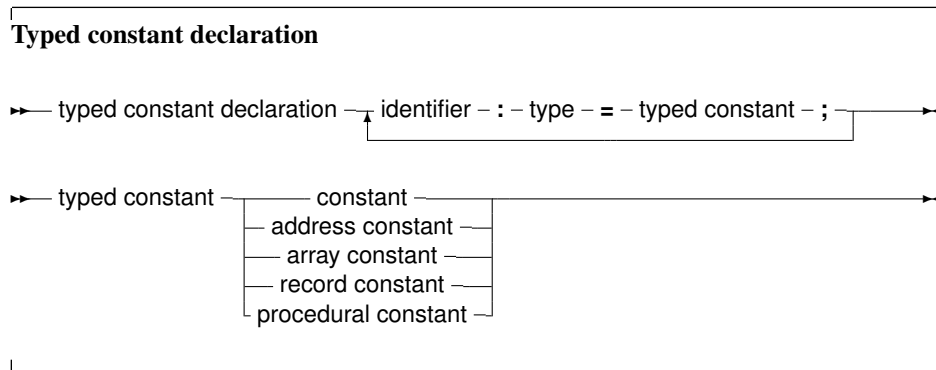 Typed constant declaration
typed constant declaration identifier : type = typed constant ;
typed constant constant
address constant
array constant
record constant
procedural constant